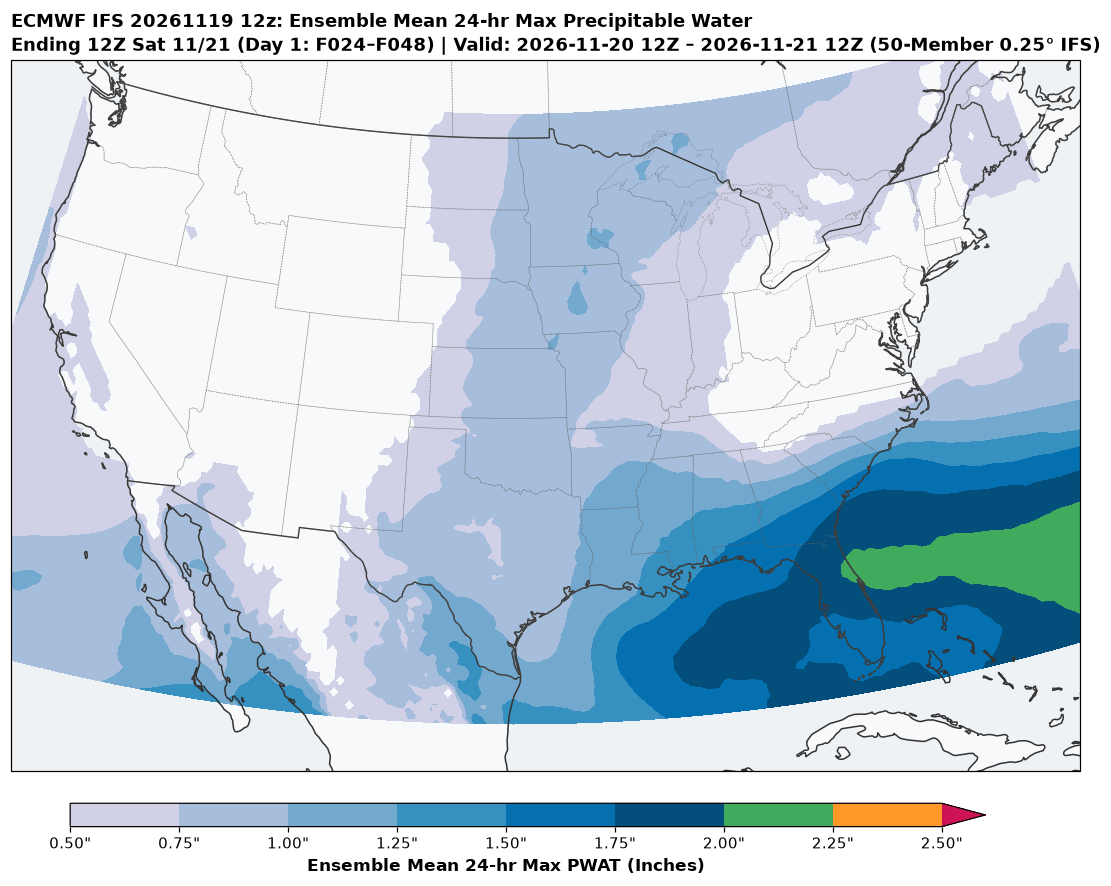 ECMWF IFS 20261119 12z: Ensemble Mean 24-hr Max Precipitable Water
Ending 12Z Sat 11/21 (Day 1: F024–F048) | Valid: 2026-11-20 12Z – 2026-11-21 12Z (50-Member 0.25° IFS)
0.50" 0.75" 1.00" 1.25" 1.50" 1.75" 2.00" 2.25" 2.50"
Ensemble Mean 24-hr Max PWAT (Inches)